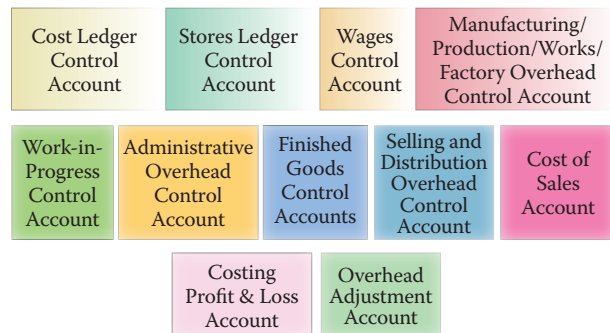 Cost Ledger
Control
Account
Stores Ledger
Control
Account
Wages
Control
Account
Manufacturing/
Production/Works/
Factory Overhead
Control Account
Work-in-
Progress
Control
Account
Administrative
Overhead
Control
Account
Finished
Goods
Control
Accounts
Selling and
Distribution
Overhead
Control
Account
Cost of
Sales
Account
Costing
Profit & Loss
Account
Overhead
Adjustment
Account